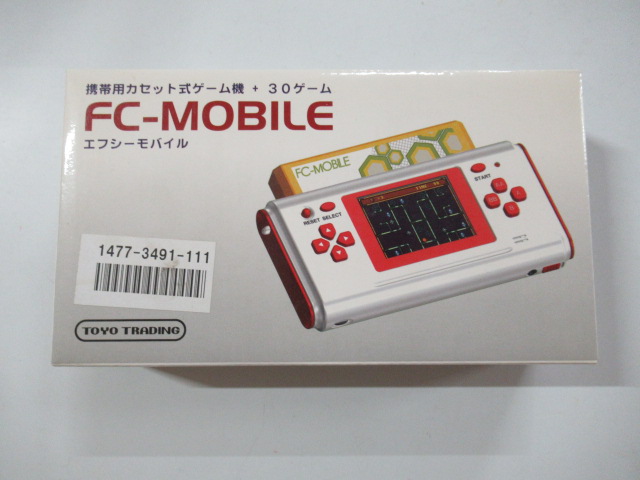 携帯用カセット式ゲーム機 + 30ゲーム
FC-MOBILE
エフシーモバイル
FC-MOBILE
RESET SELECT
START
1477-3491-111
TOYO TRADING